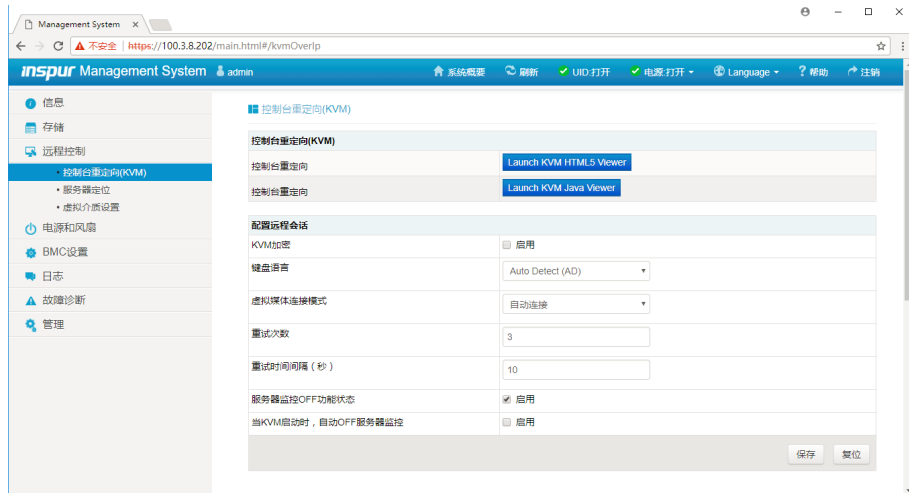 Management System
不安全 | https://100.3.8.202/main.html#/kvmOverIp
inspur Management System admin 系统概要 刷新 UID:打开 电源:打开 Language 帮助 注销
信息
存储
远程控制
• 控制台重定向(KVM)
• 服务器定位
• 虚拟介质设置
电源和风扇
BMC设置
日志
故障诊断
管理
控制台重定向(KVM)
控制台重定向(KVM)
控制台重定向 Launch KVM HTML5 Viewer
控制台重定向 Launch KVM Java Viewer
配置远程会话
KVM加密 启用
键盘语言 Auto Detect (AD)
虚拟媒体连接模式 自动连接
重试次数 3
重试时间间隔（秒） 10
服务器监控OFF功能状态 启用
当KVM启动时，自动OFF服务器监控 启用
保存 复位